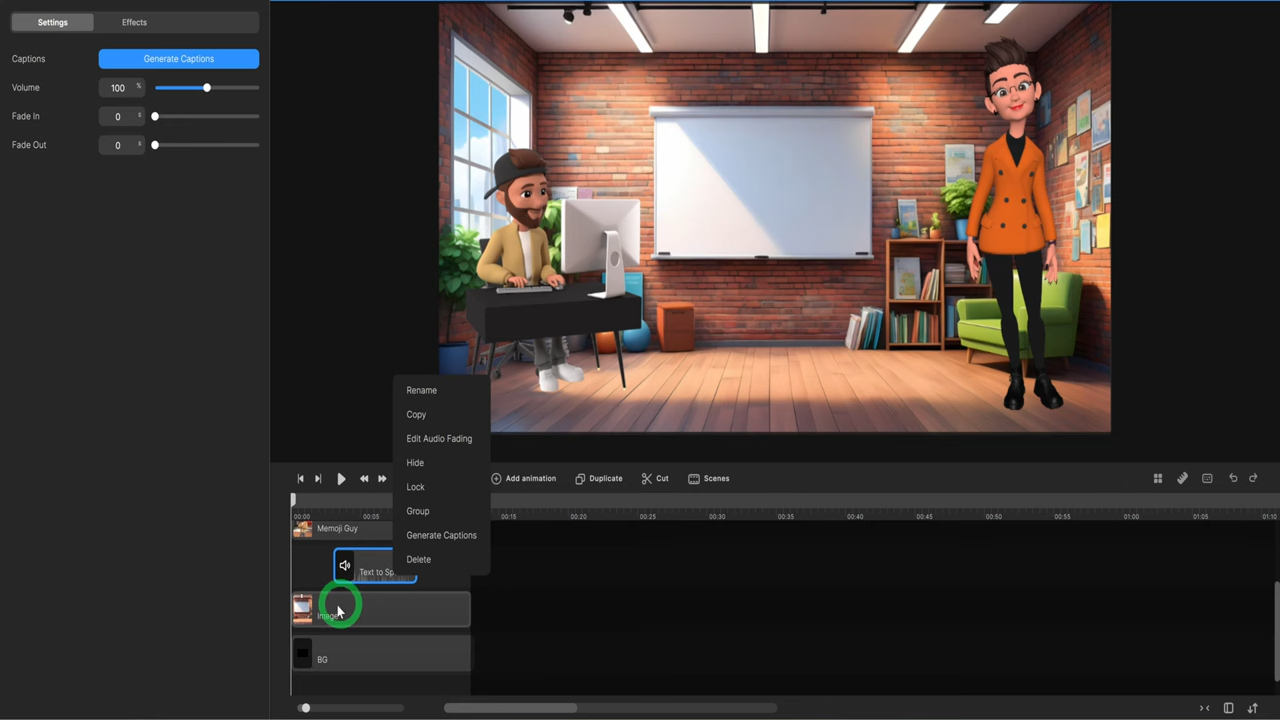 Settings
Effects
Captions
Generate Captions
Volume
100 %
Fade In
0 s
Fade Out
0 s
Rename
Copy
Edit Audio Fading
Hide
Lock
Group
Generate Captions
Delete
Add animation
Duplicate
Cut
Scenes
00:00
00:05
00:15
00:20
00:25
00:30
00:35
00:40
00:45
00:50
00:55
01:00
01:05
01:10
Memoji Guy
Text to Sp
Image
BG